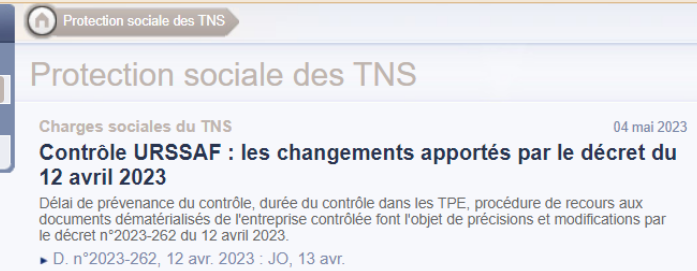 Protection sociale des TNS
Protection sociale des TNS
Charges sociales du TNS 04 mai 2023
Contrôle URSSAF : les changements apportés par le décret du
12 avril 2023
Délai de prévenance du contrôle, durée du contrôle dans les TPE, procédure de recours aux
documents dématérialisés de l'entreprise contrôlée font l'objet de précisions et modifications par
le décret n°2023-262 du 12 avril 2023.
▸ D. n°2023-262, 12 avr. 2023 : JO, 13 avr.